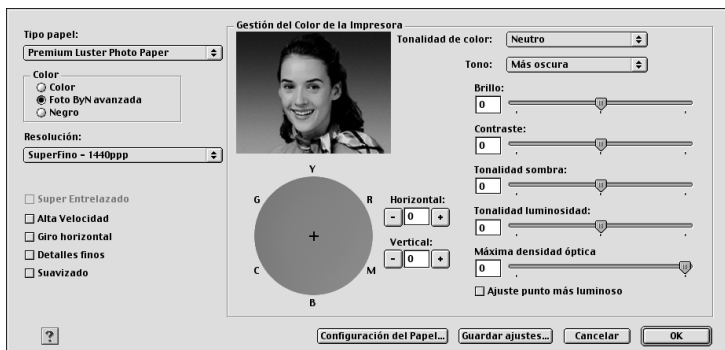 Tipo papel:
Premium Luster Photo Paper
Color
Color
Foto ByN avanzada
Negro
Resolución:
SuperFino - 1440ppp
Super Entrelazado
Alta Velocidad
Giro horizontal
Detalles finos
Suavizado
Gestión del Color de la Impresora
Tonalidad de color: Neutro
Tono: Más oscura
Brillo:
0
Contraste:
0
Tonalidad sombra:
0
Tonalidad luminosidad:
0
Máxima densidad óptica
0
Ajuste punto más luminoso
Y
G R
C M
B
Horizontal:
- 0 +
Vertical:
- 0 +
? Configuración del Papel... Guardar ajustes... Cancelar OK